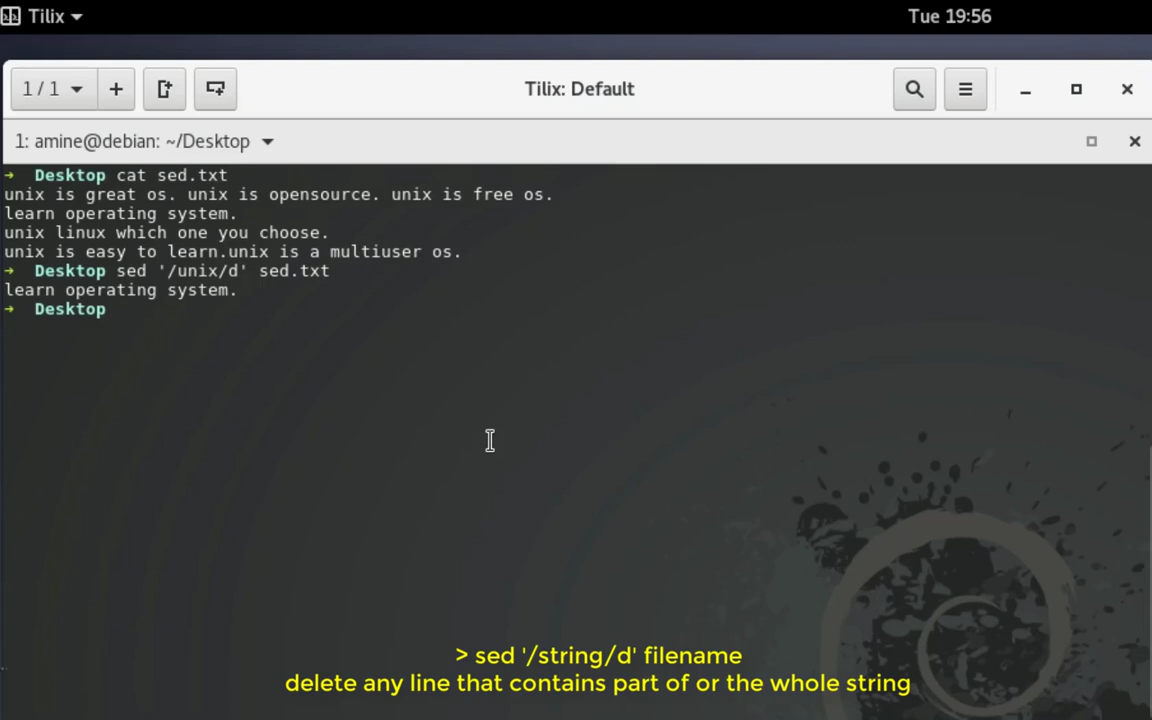 Tilix
Tue 19:56
1 / 1
Tilix: Default
1: amine@debian: ~/Desktop
→ Desktop cat sed.txt
unix is great os. unix is opensource. unix is free os.
learn operating system.
unix linux which one you choose.
unix is easy to learn.unix is a multiuser os.
→ Desktop sed '/unix/d' sed.txt
learn operating system.
→ Desktop
> sed '/string/d' filename
delete any line that contains part of or the whole string